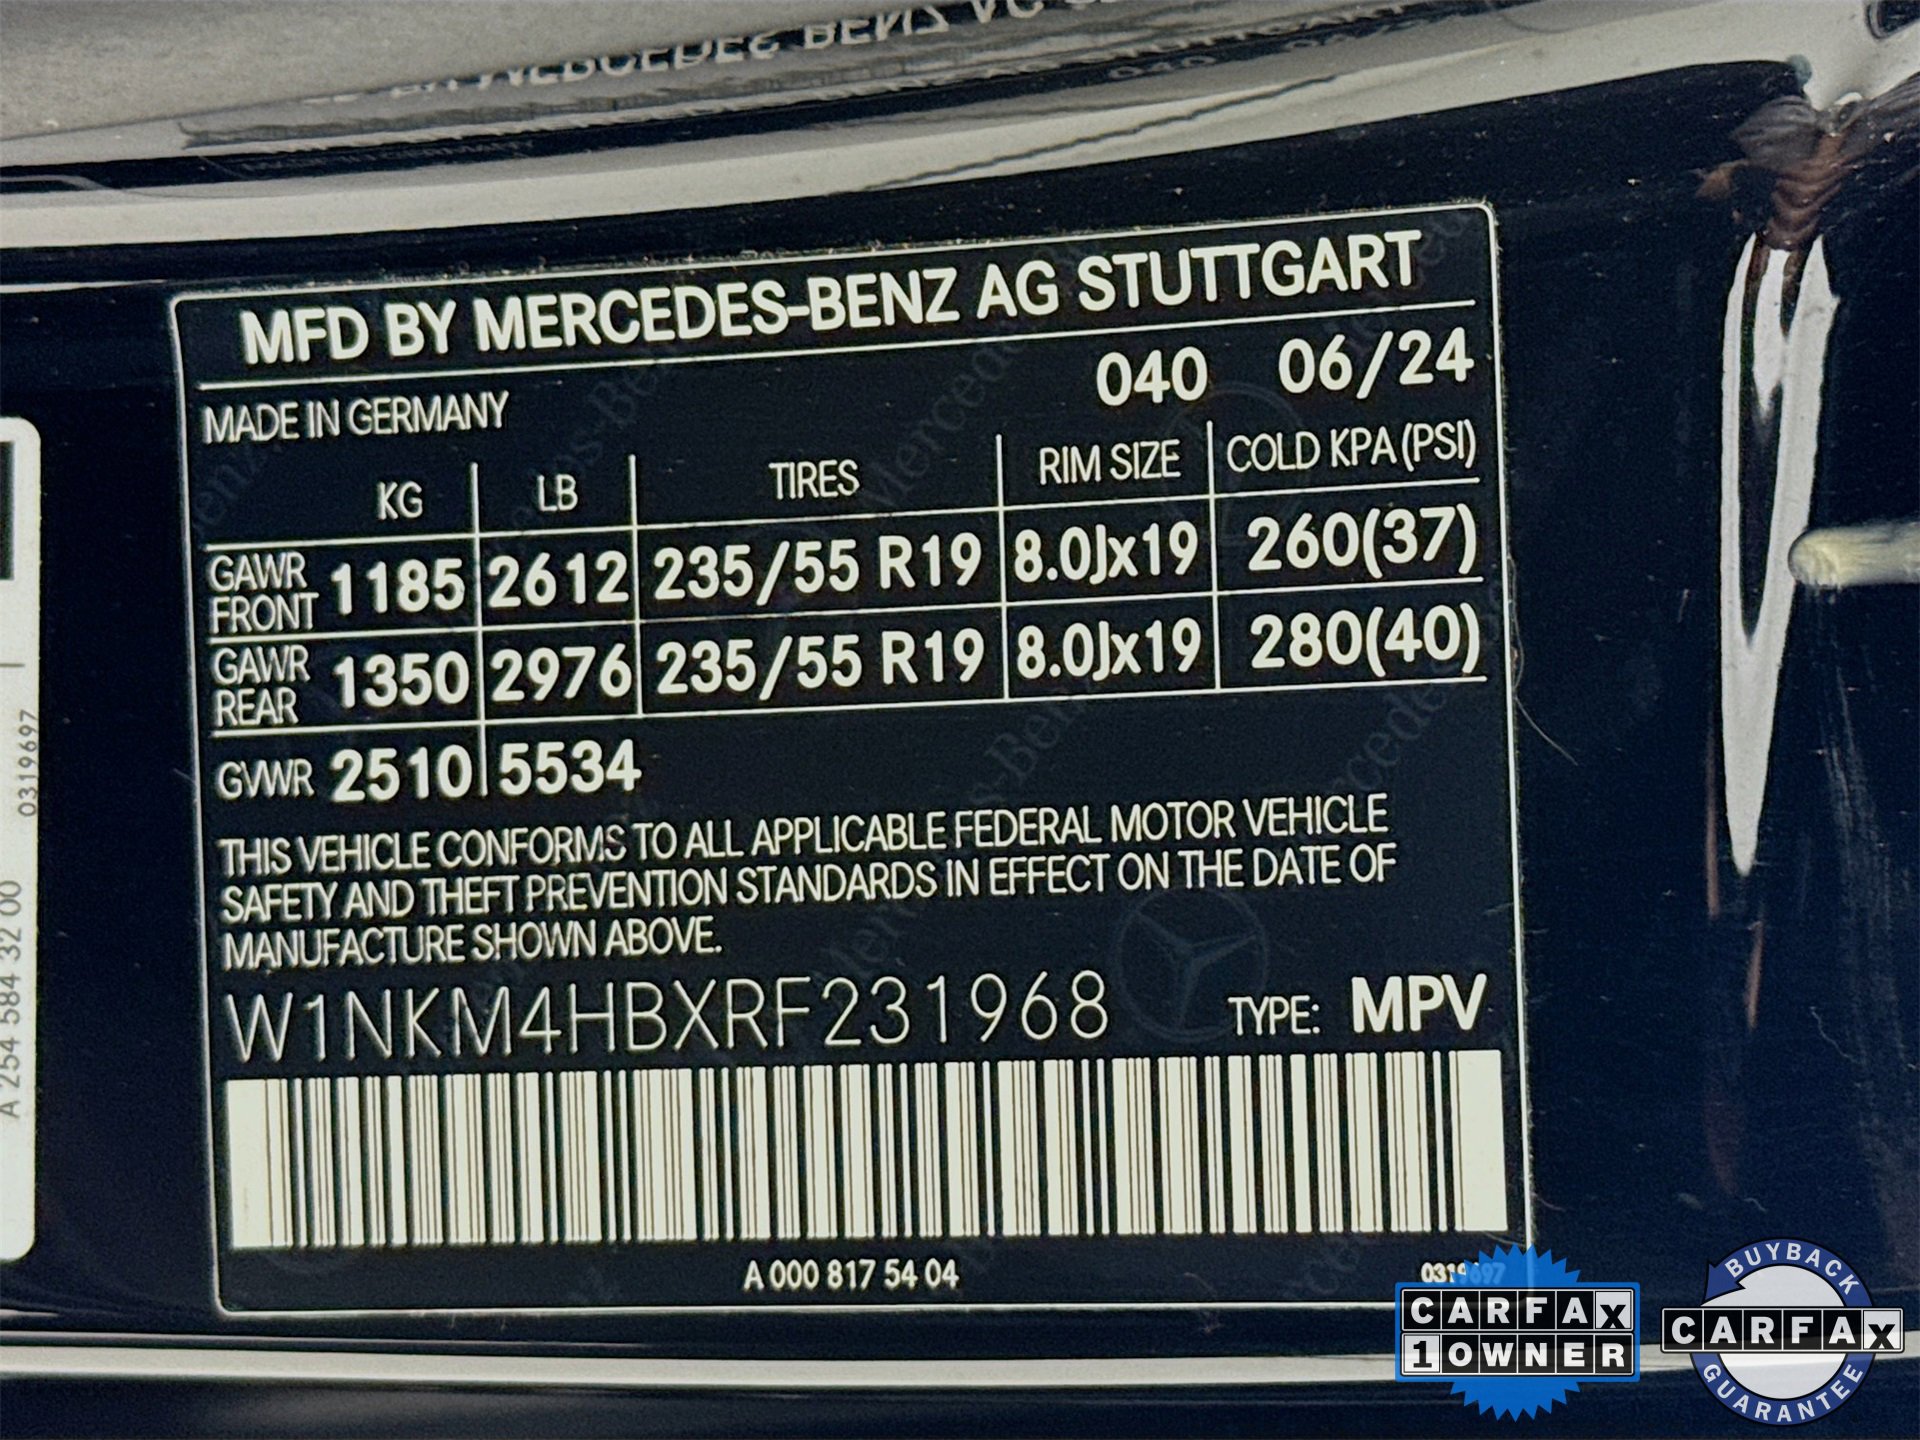 MFD BY MERCEDES-BENZ AG STUTTGART
MADE IN GERMANY 040 06/24
KG LB TIRES RIM SIZE COLD KPA (PSI)
GAWR FRONT 1185 2612 235/55 R19 8.0Jx19 260(37)
GAWR REAR 1350 2976 235/55 R19 8.0Jx19 280(40)
GVWR 2510 5534
THIS VEHICLE CONFORMS TO ALL APPLICABLE FEDERAL MOTOR VEHICLE
SAFETY AND THEFT PREVENTION STANDARDS IN EFFECT ON THE DATE OF
MANUFACTURE SHOWN ABOVE.
W1NKM4HBXRF231968 TYPE: MPV
A 000 817 54 04
0319697
A 254 584 32 00
0319697
CARFAX
1 OWNER
BUYBACK
CARFAX
GUARANTEE